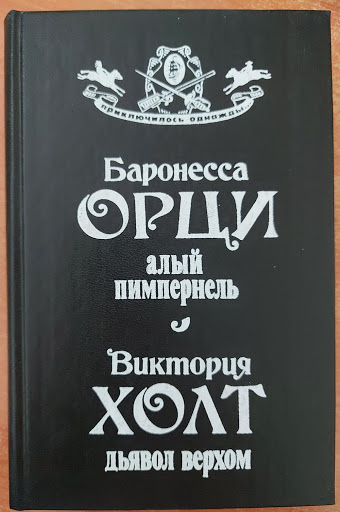 приключилось однажды...
Баронесса
ОРЦИ
алый
пимпернель
Виктория
ХОЛТ
дьявол верхом